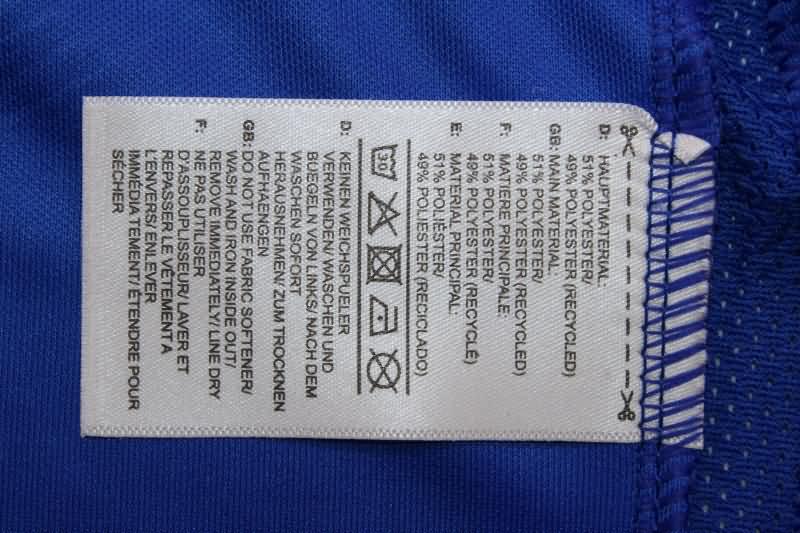 D: HAUPTMATERIAL:
51% POLYESTER/
49% POLYESTER (RECYCLED)
GB: MAIN MATERIAL:
51% POLYESTER/
49% POLYESTER (RECYCLED)
F: MATIERE PRINCIPALE:
51% POLYESTER/
49% POLYESTER (RECYCLÉ)
E: MATERIAL PRINCIPAL:
51% POLIÉSTER/
49% POLIÉSTER (RECICLADO)
30
D: KEINEN WEICHSPUELER
VERWENDEN/ WASCHEN UND
BUEGELN VON LINKS/ NACH DEM
WASCHEN SOFORT
HERAUSNEHMEN/ ZUM TROCKNEN
AUFHAENGEN
GB: DO NOT USE FABRIC SOFTENER/
WASH AND IRON INSIDE OUT/
REMOVE IMMEDIATELY/ LINE DRY
F: NE PAS UTILISER
D'ASSOUPLISSEUR/ LAVER ET
REPASSER LE VÊTEMENT A
L'ENVERS/ ENLEVER
IMMÉDIA TEMENT/ ÉTENDRE POUR
SÉCHER